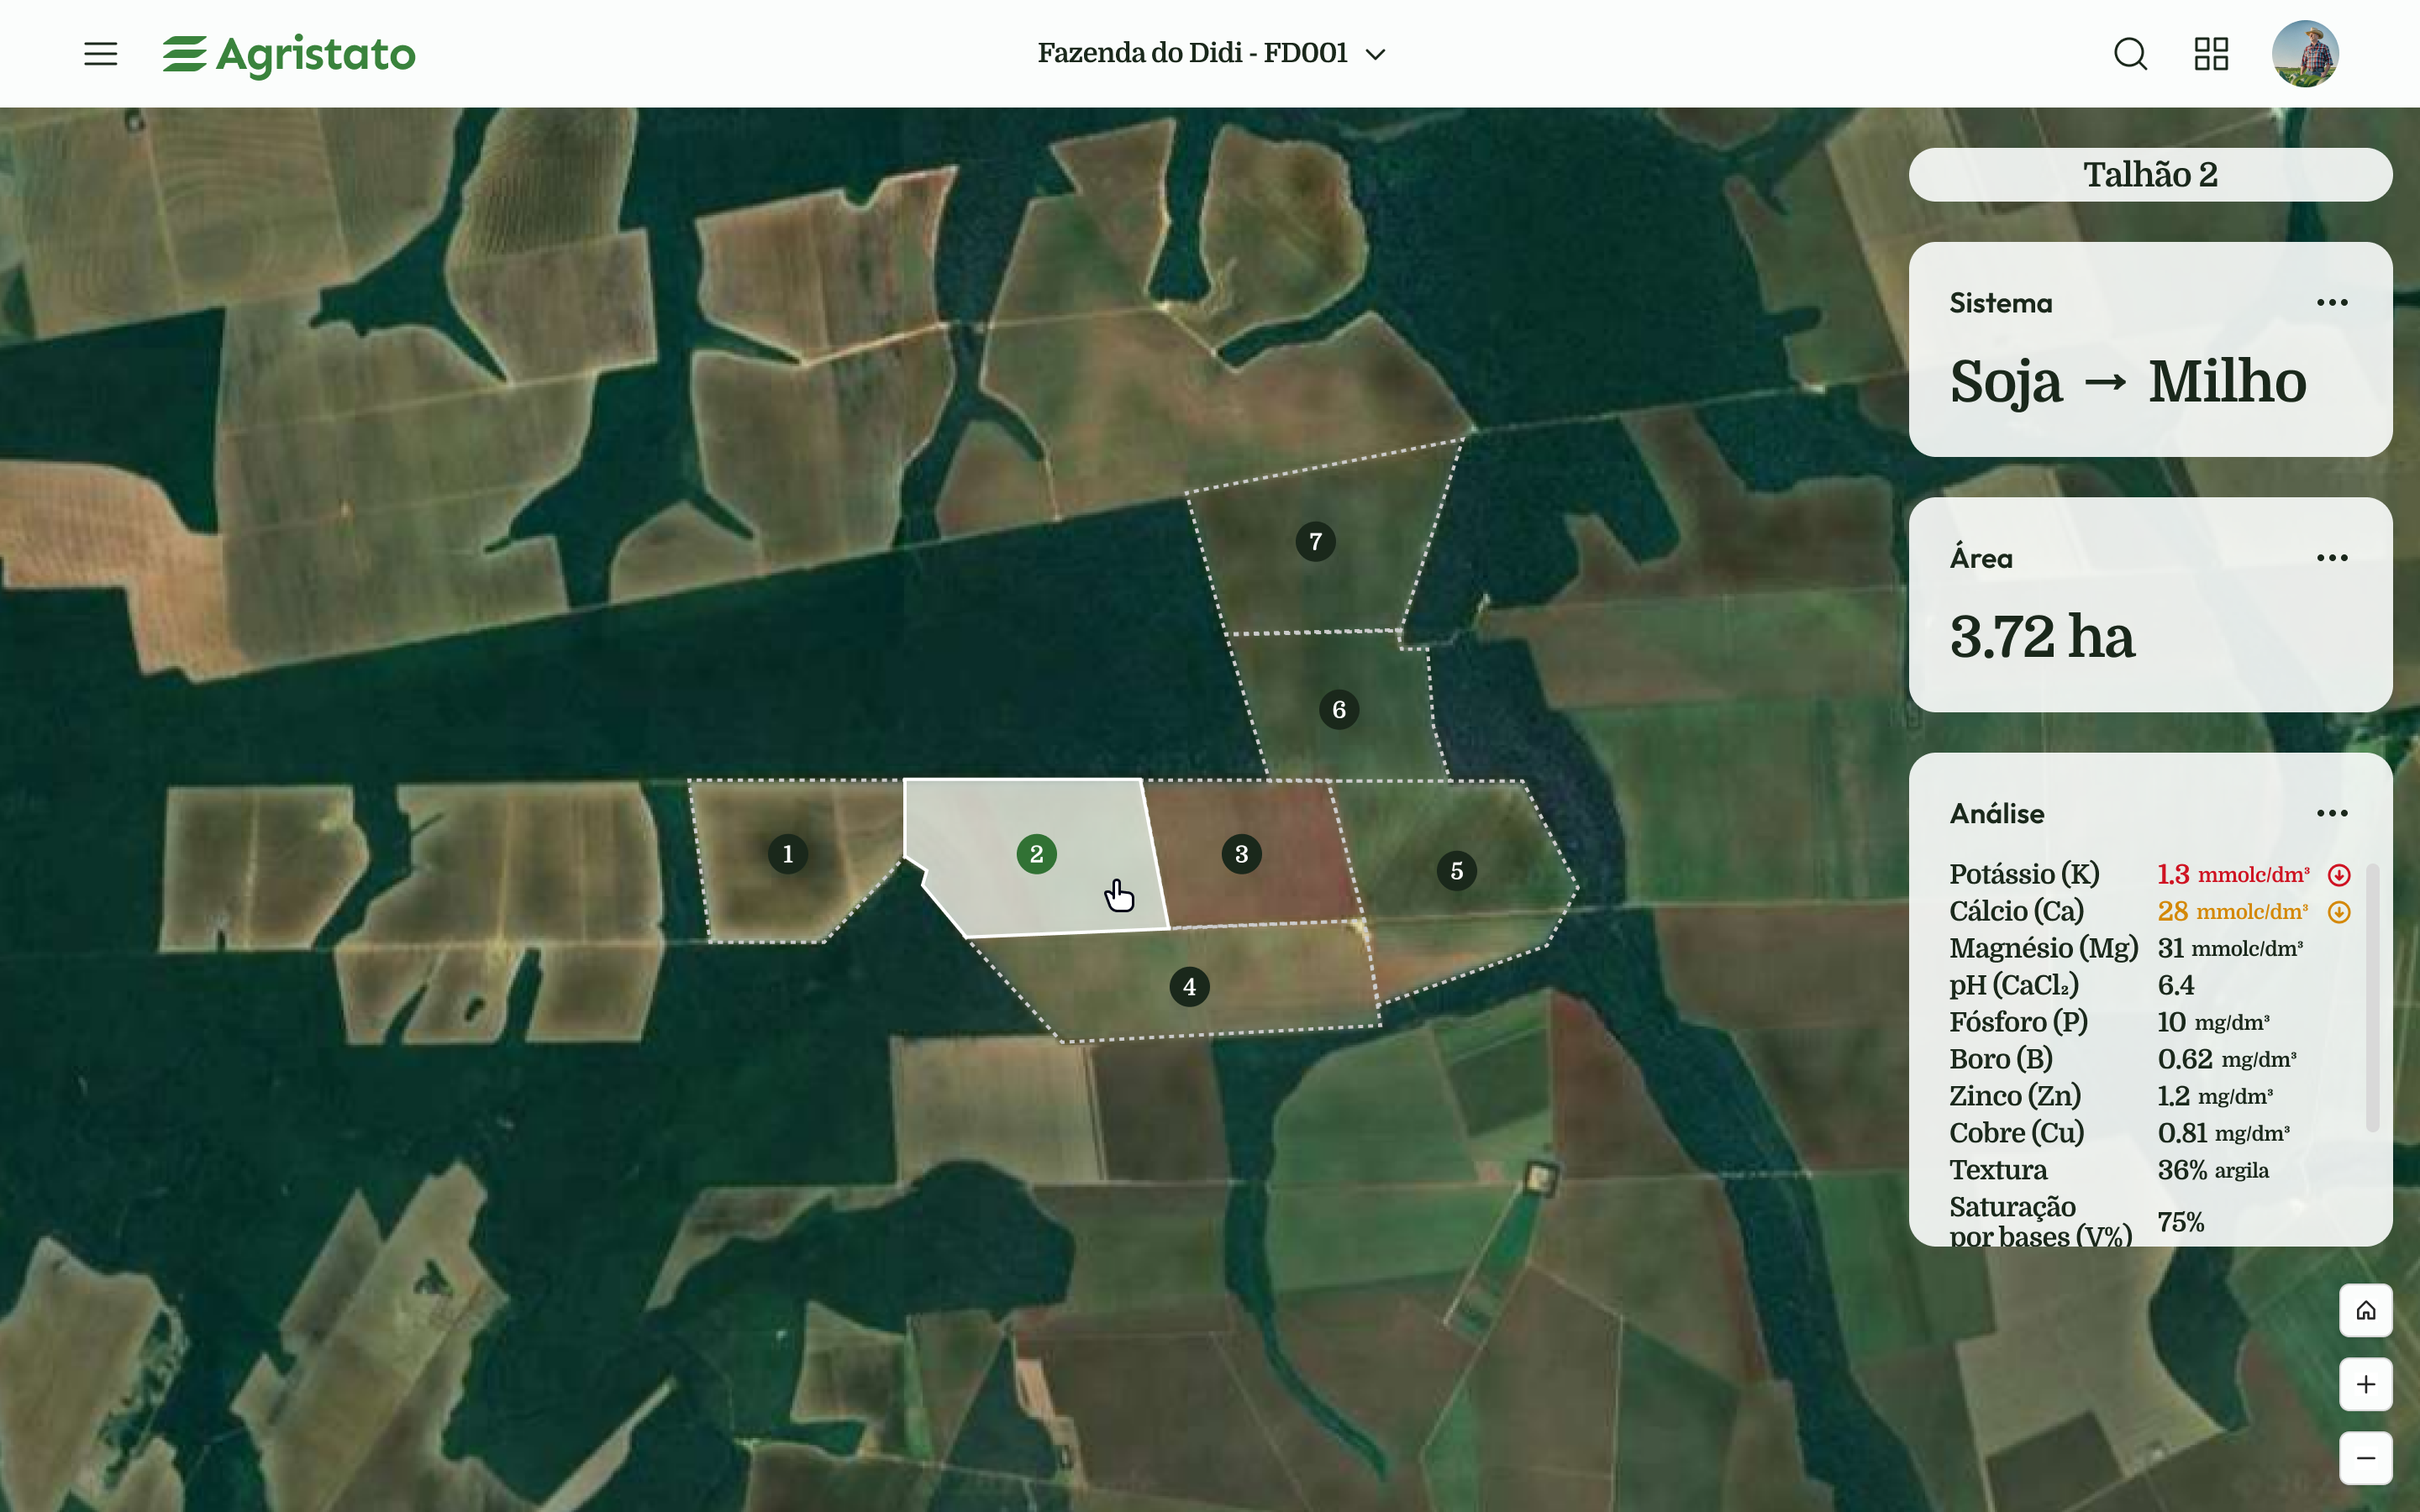 Agristato
Fazenda do Didi - FD001
Talhão 2
Sistema
Soja → Milho
Área
3.72 ha
Análise
Potássio (K) 1.3 mmolc/dm³
Cálcio (Ca) 28 mmolc/dm³
Magnésio (Mg) 31 mmolc/dm³
pH (CaCl₂) 6.4
Fósforo (P) 10 mg/dm³
Boro (B) 0.62 mg/dm³
Zinco (Zn) 1.2 mg/dm³
Cobre (Cu) 0.81 mg/dm³
Textura 36% argila
Saturação
por bases (V%) 75%
7
6
1
2
3
5
4